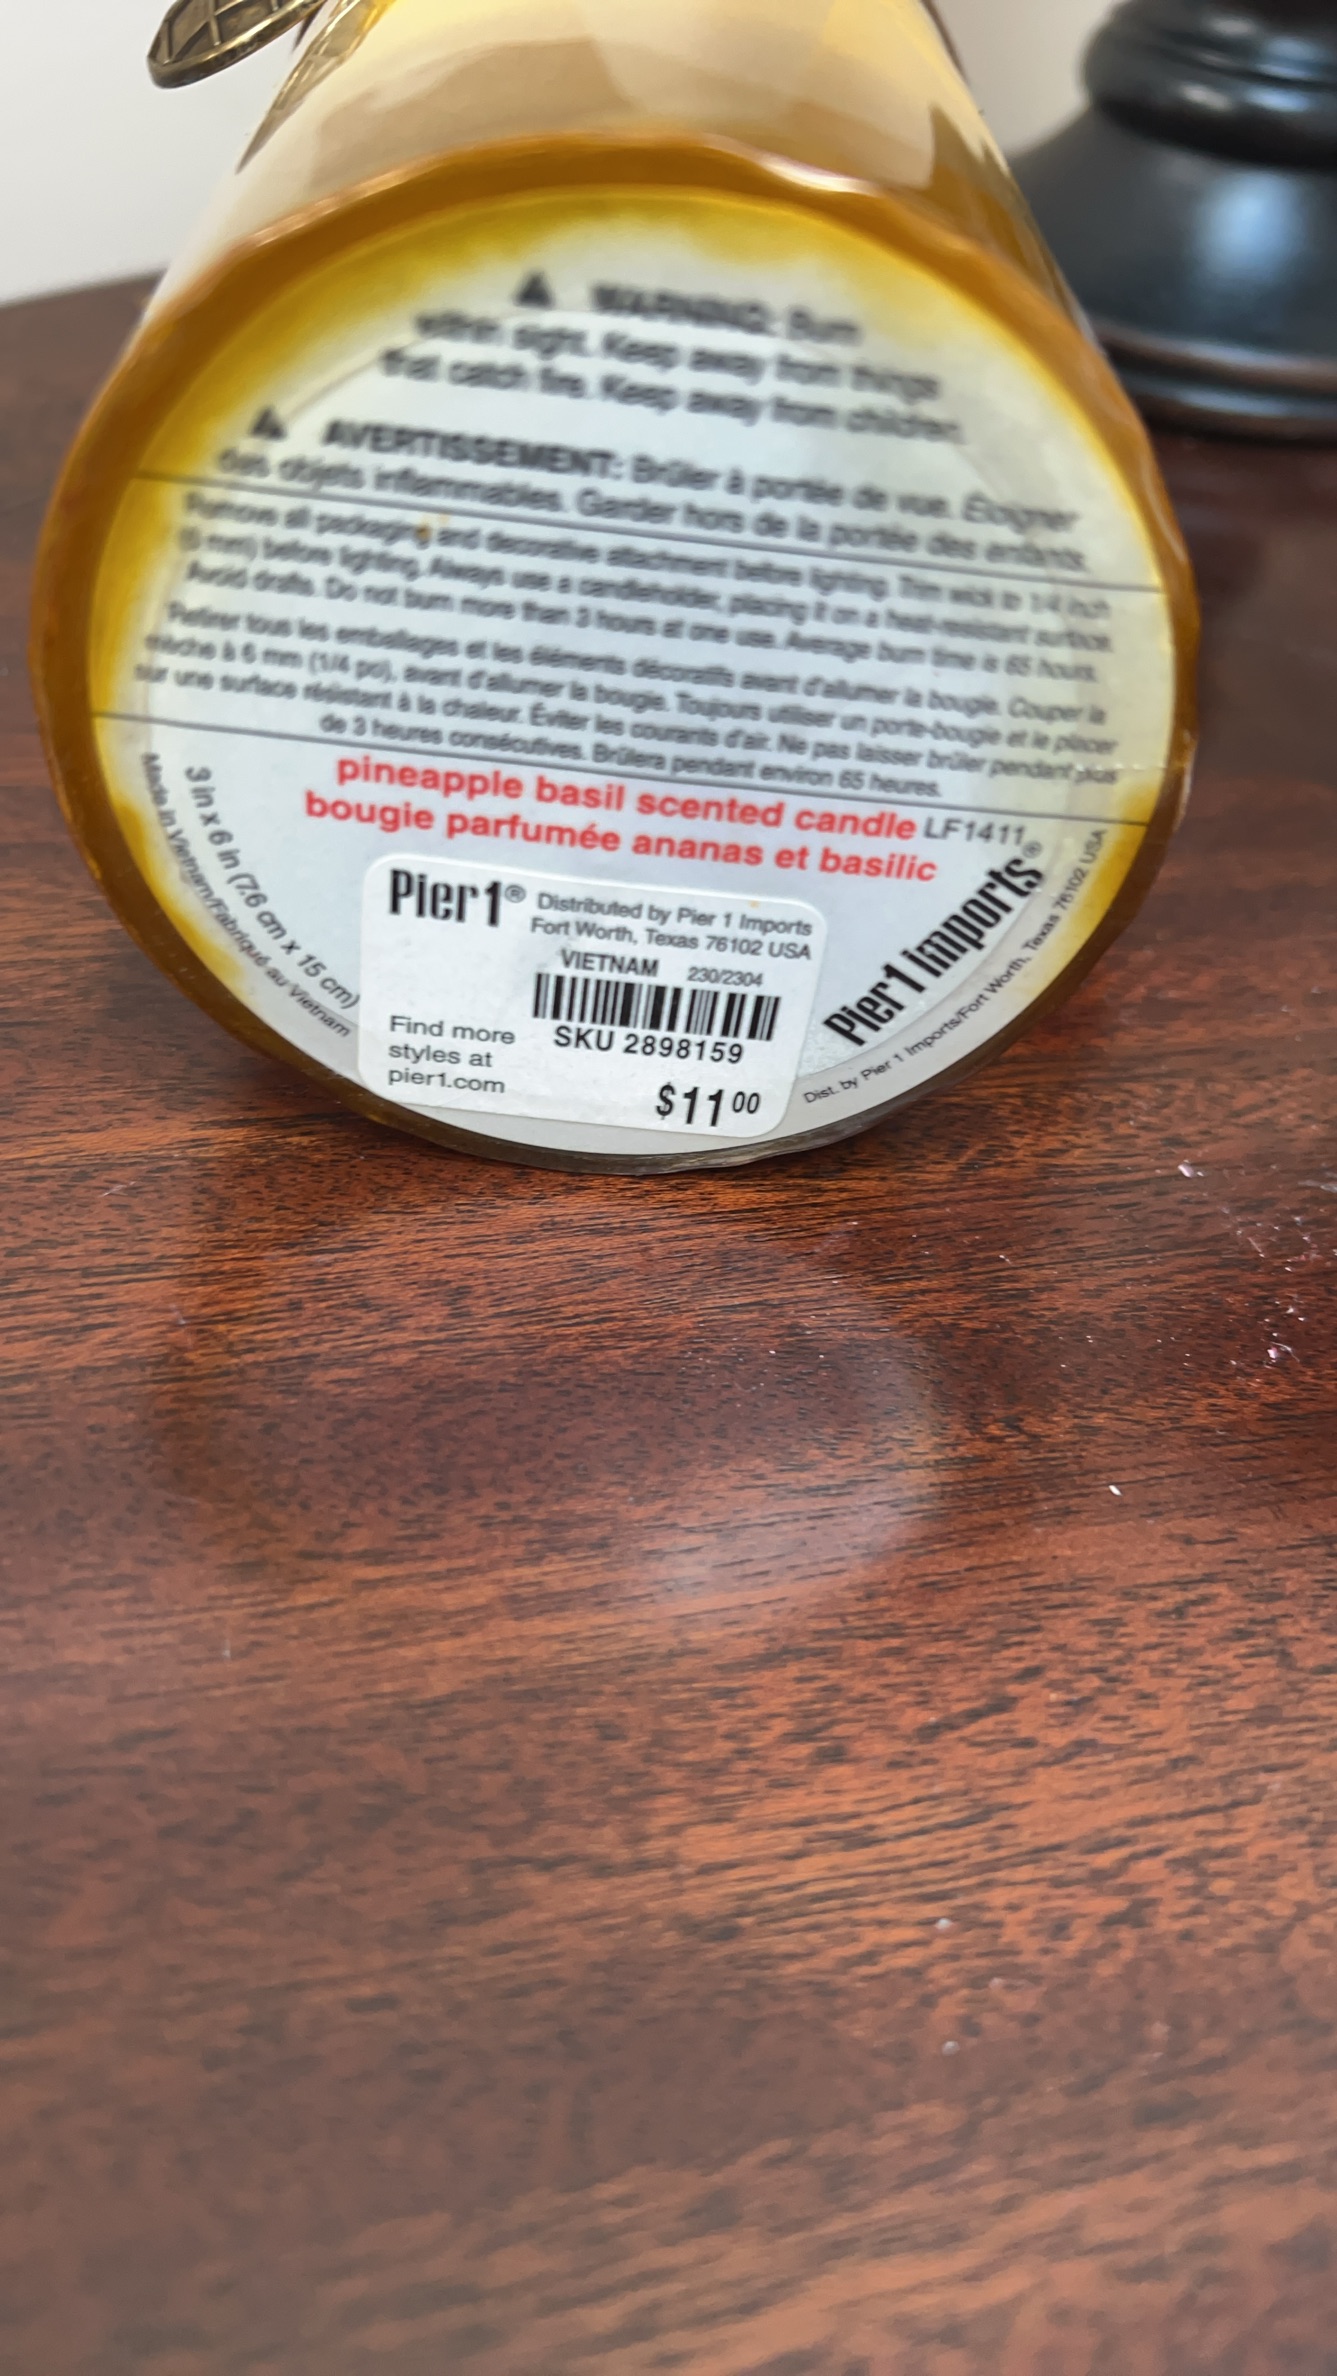 WARNING: Burn
within sight. Keep away from things
that catch fire. Keep away from children.
AVERTISSEMENT: Brûler à portée de vue. Éloigner
des objets inflammables. Garder hors de la portée des enfants.
Remove all packaging and decorative attachment before lighting. Trim wick to 1/4 inch
(6 mm) before lighting. Always use a candleholder, placing it on a heat-resistant surface.
Avoid drafts. Do not burn more than 3 hours at one use. Average burn time is 65 hours.
Retirer tous les emballages et les éléments décoratifs avant d'allumer la bougie. Couper la
mèche à 6 mm (1/4 po), avant d'allumer la bougie. Toujours utiliser un porte-bougie et le placer
sur une surface résistant à la chaleur. Éviter les courants d'air. Ne pas laisser brûler pendant plus
de 3 heures consécutives. Brûlera pendant environ 65 heures.
pineapple basil scented candle LF1411
bougie parfumée ananas et basilic
3 in x 6 in (7.6 cm x 15 cm)
Made in Vietnam/Fabriqué au Vietnam
Pier1® Distributed by Pier 1 Imports
Fort Worth, Texas 76102 USA
VIETNAM 230/2304
SKU 2898159
Find more
styles at
pier1.com
$11 00
Pier1 imports®
Dist. by Pier 1 Imports/Fort Worth, Texas 76102 USA